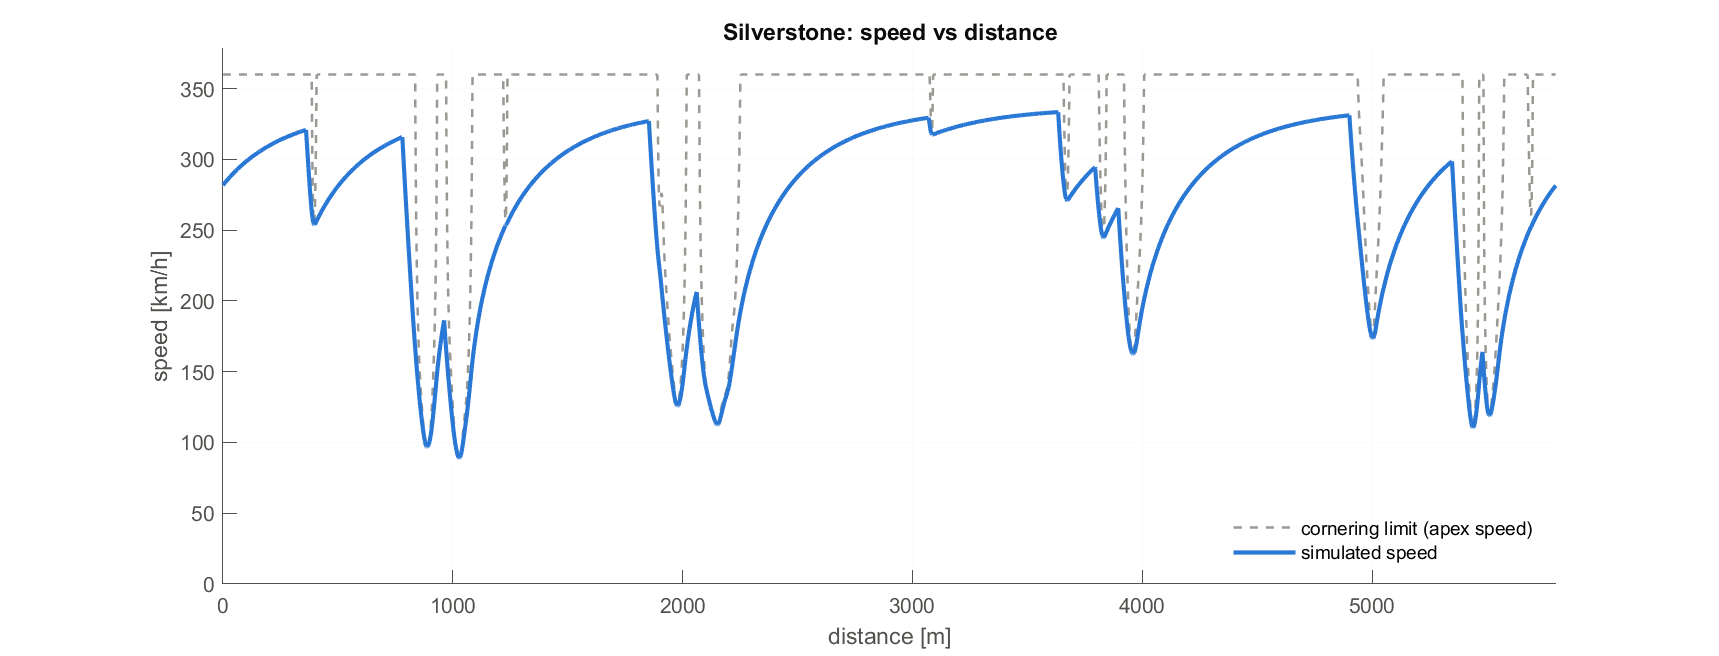 Silverstone: speed vs distance
speed [km/h]
350
300
250
200
150
100
50
0
0 1000 2000 3000 4000 5000
distance [m]
cornering limit (apex speed)
simulated speed